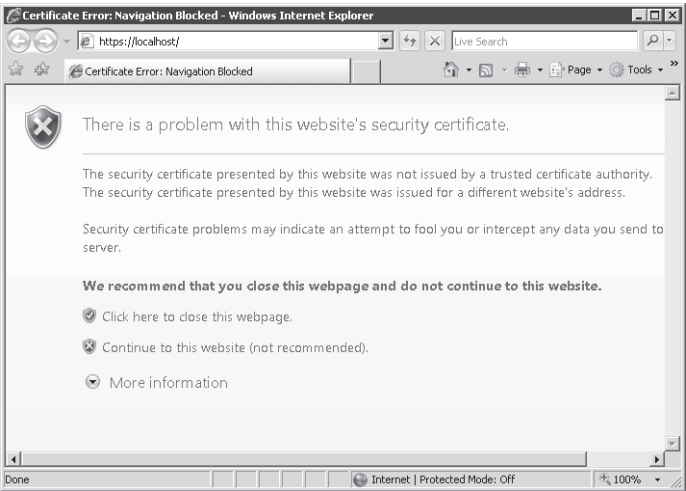 Certificate Error: Navigation Blocked - Windows Internet Explorer
https://localhost/
Live Search
Certificate Error: Navigation Blocked
Page
Tools
»
There is a problem with this website's security certificate.
The security certificate presented by this website was not issued by a trusted certificate authority.
The security certificate presented by this website was issued for a different website's address.
Security certificate problems may indicate an attempt to fool you or intercept any data you send to
server.
We recommend that you close this webpage and do not continue to this website.
Click here to close this webpage.
Continue to this website (not recommended).
More information
Done
Internet | Protected Mode: Off
100%